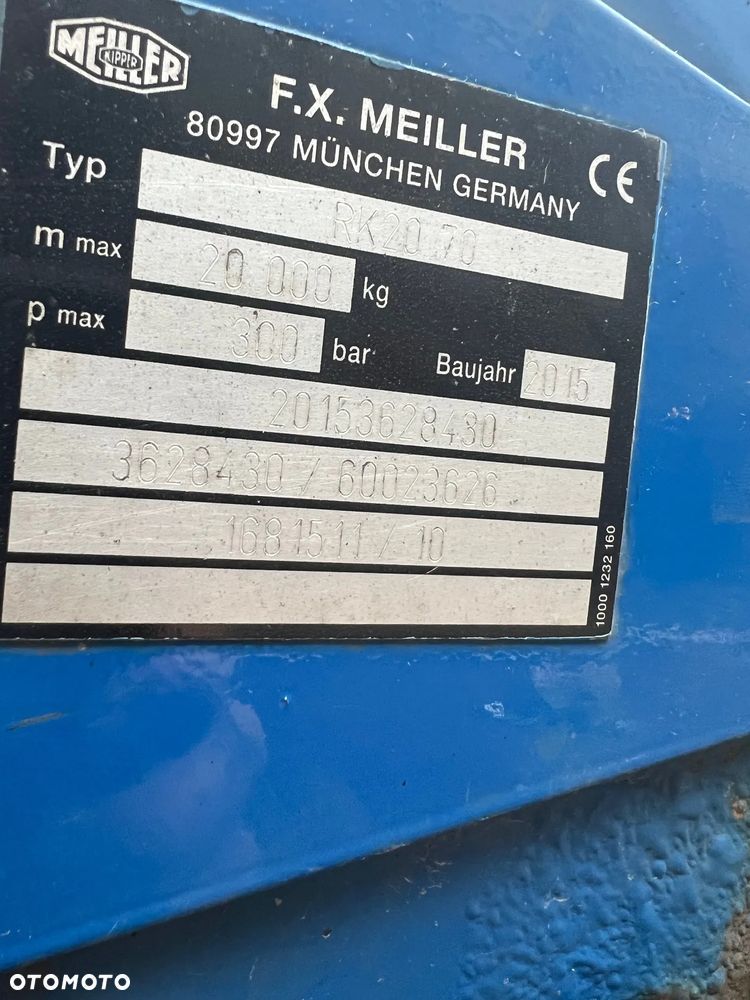 MEILLER
KIPPER
F.X. MEILLER
80997 MÜNCHEN GERMANY
CE
Typ RK20.70
m max 20 000 kg
p max 300 bar Baujahr 2015
20153628430
3628430 / 60023626
1681511 / 10
1000 1232 160
OTOMOTO